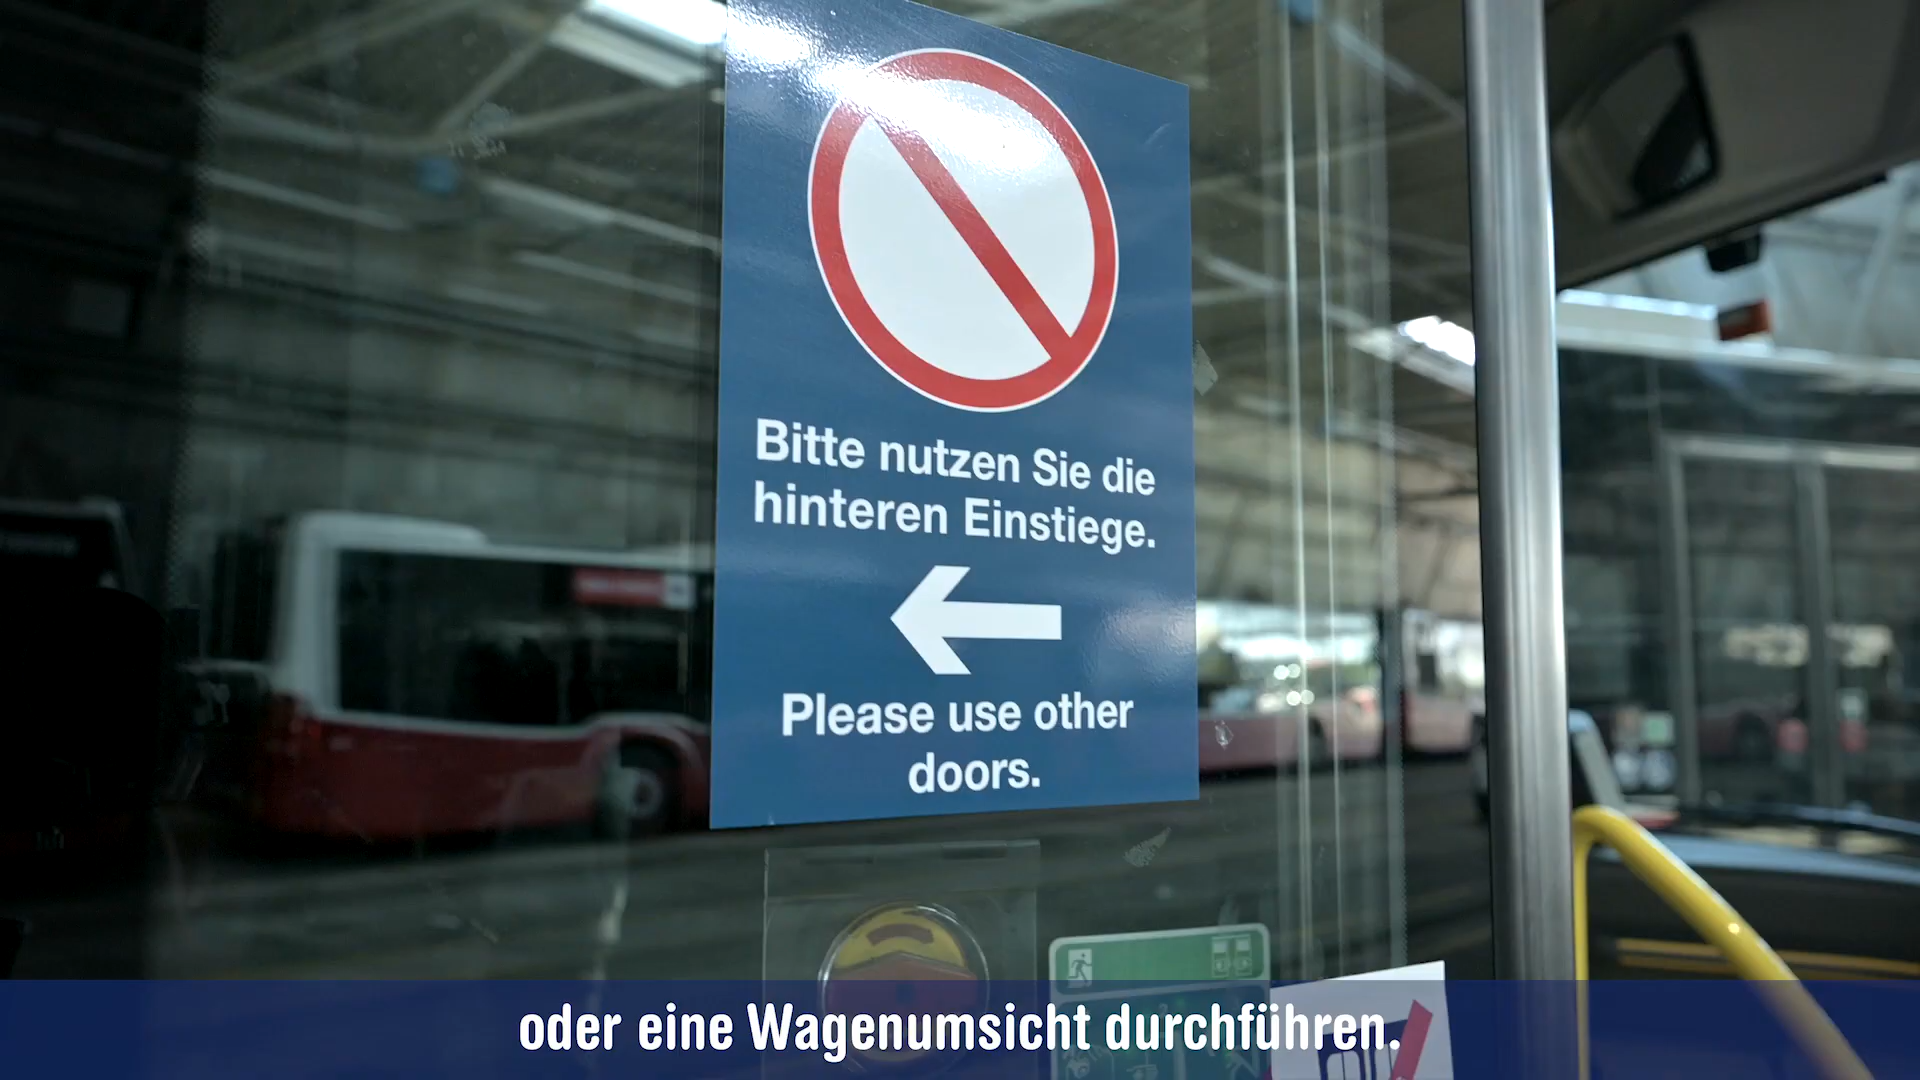 Bitte nutzen Sie die
hinteren Einstiege.
Please use other
doors.
oder eine Wagenumsicht durchführen.